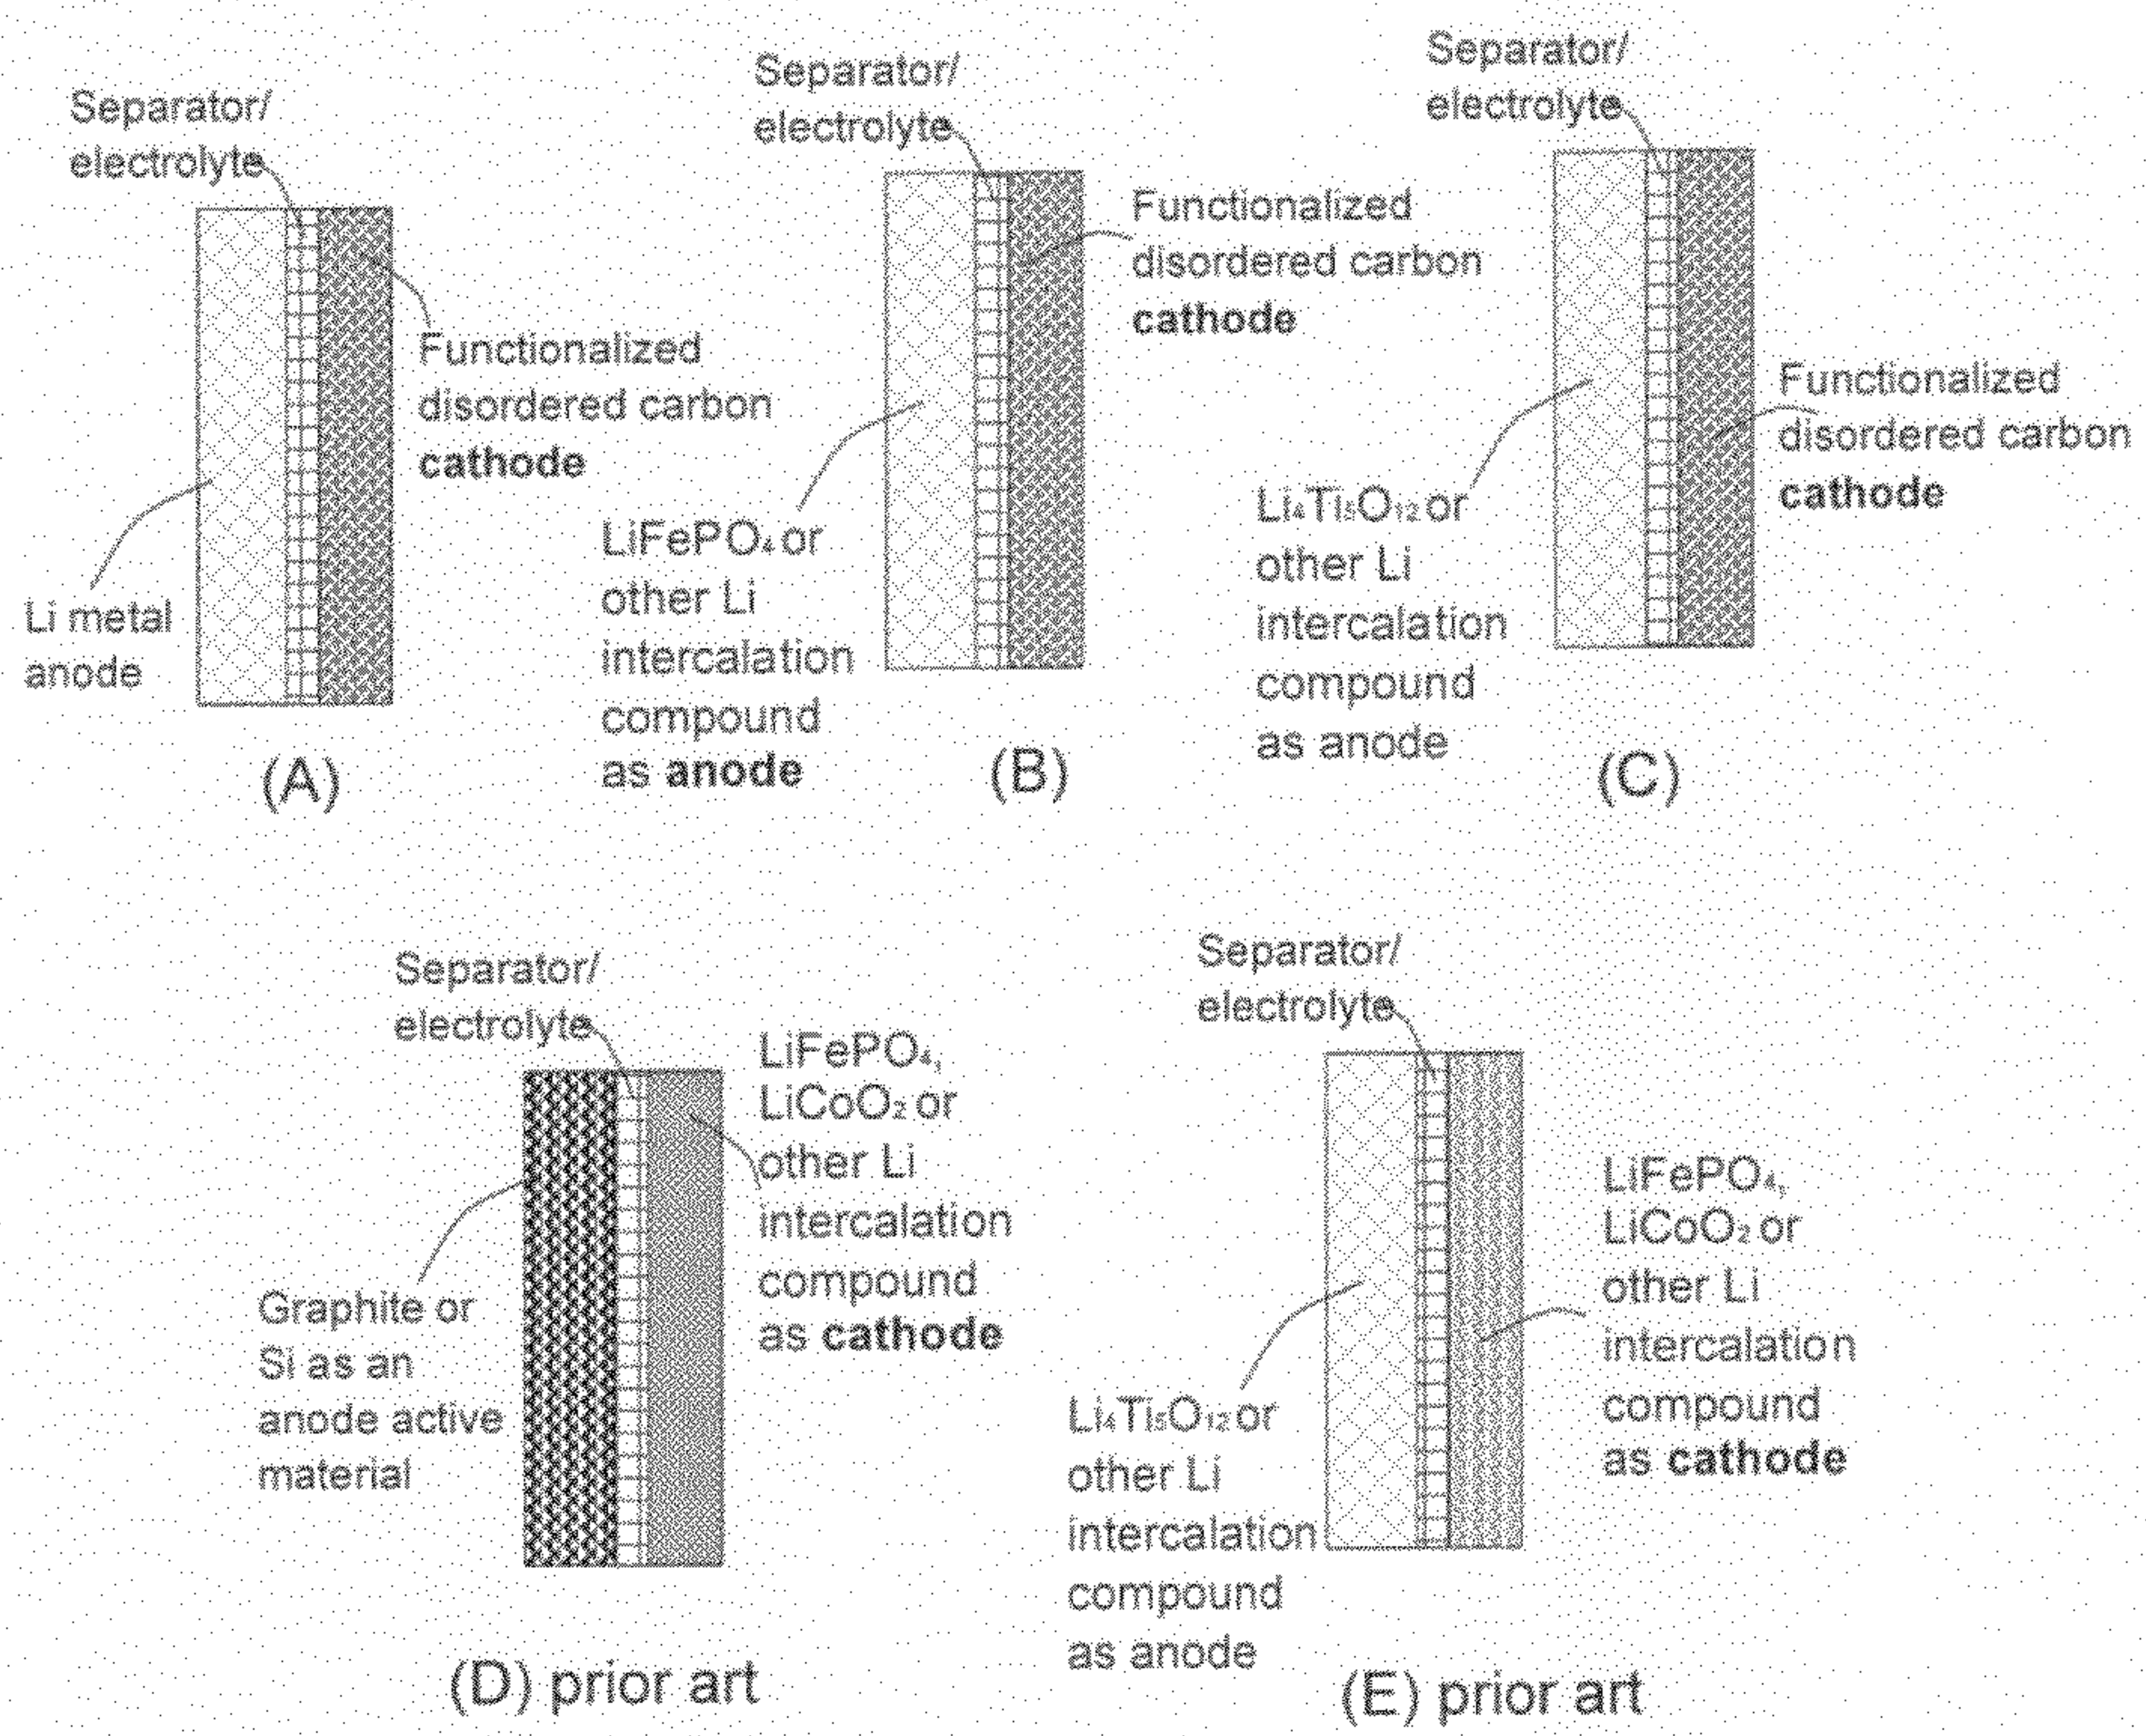 Separator/
electrolyte
Functionalized
disordered carbon
cathode
Li metal
anode
(A)
Separator/
electrolyte
Functionalized
disordered carbon
cathode
LiFePO₄ or
other Li
intercalation
compound
as anode
(B)
Separator/
electrolyte
Functionalized
disordered carbon
cathode
Li₄Ti₅O₁₂ or
other Li
intercalation
compound
as anode
(C)
Separator/
electrolyte
LiFePO₄,
LiCoO₂ or
other Li
intercalation
compound
as cathode
Graphite or
Si as an
anode active
material
(D) prior art
Separator/
electrolyte
LiFePO₄,
LiCoO₂ or
other Li
intercalation
compound
as cathode
Li₄Ti₅O₁₂ or
other Li
intercalation
compound
as anode
(E) prior art